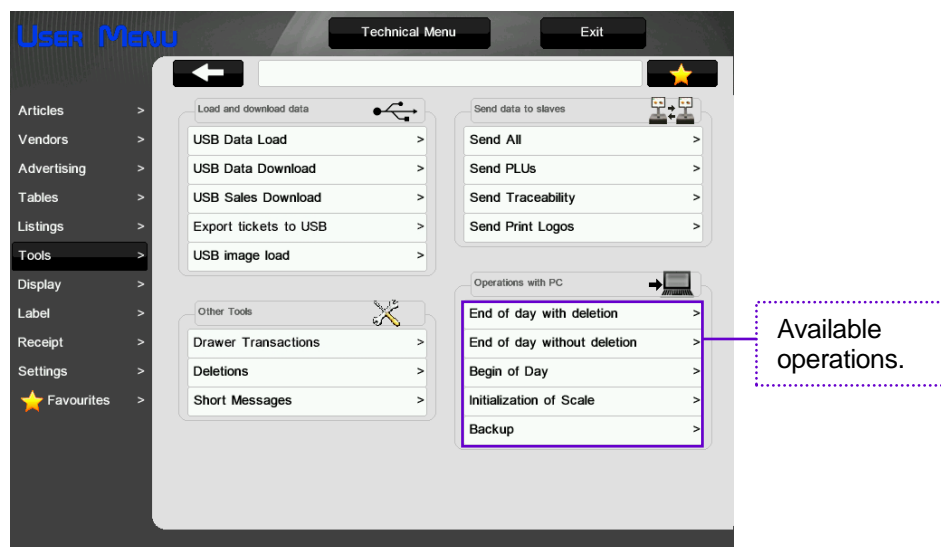 User Menu
Technical Menu
Exit
Articles >
Vendors >
Advertising >
Tables >
Listings >
Tools >
Display >
Label >
Receipt >
Settings >
Favourites >
Load and download data
USB Data Load >
USB Data Download >
USB Sales Download >
Export tickets to USB >
USB image load >
Other Tools
Drawer Transactions >
Deletions >
Short Messages >
Send data to slaves
Send All >
Send PLUs >
Send Traceability >
Send Print Logos >
Operations with PC
End of day with deletion >
End of day without deletion >
Begin of Day >
Initialization of Scale >
Backup >
Available
operations.